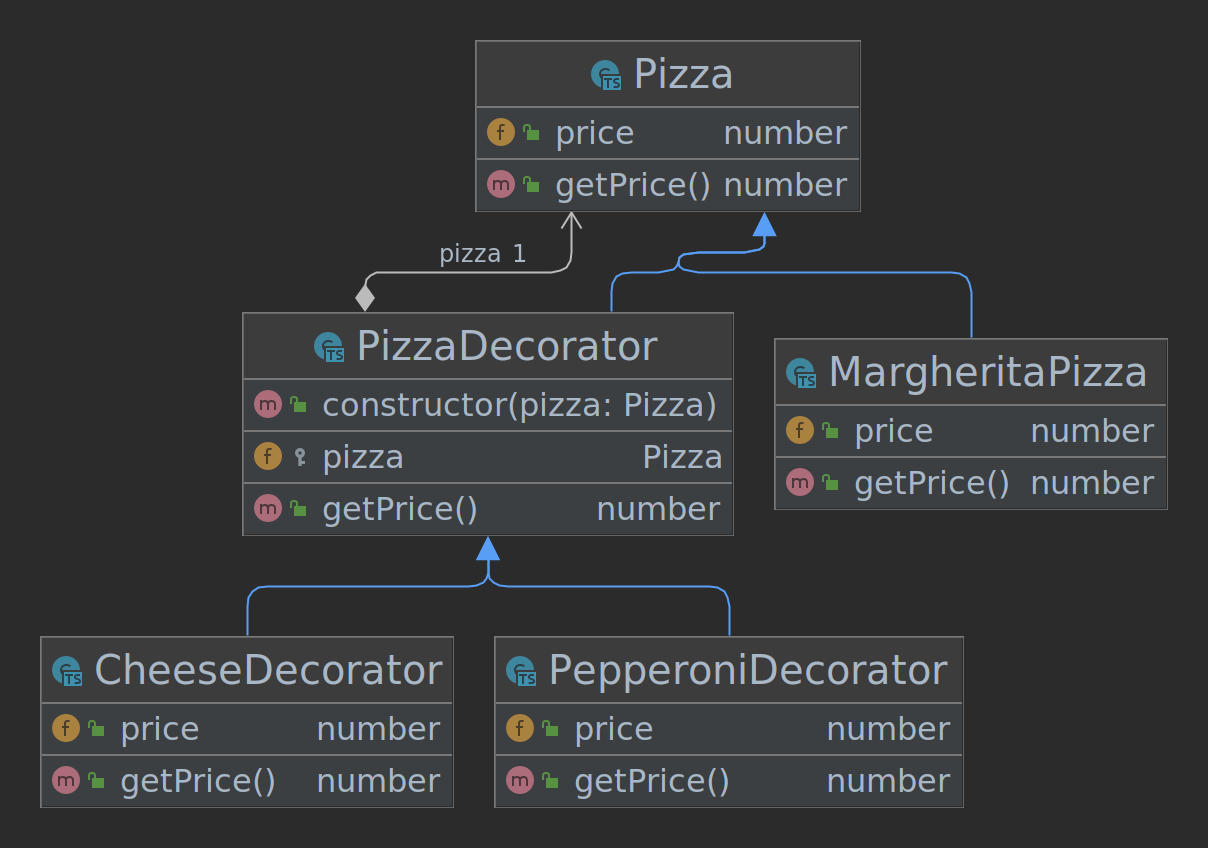 Pizza
price number
getPrice() number
pizza 1
PizzaDecorator
constructor(pizza: Pizza)
pizza Pizza
getPrice() number
MargheritaPizza
price number
getPrice() number
CheeseDecorator
price number
getPrice() number
PepperoniDecorator
price number
getPrice() number